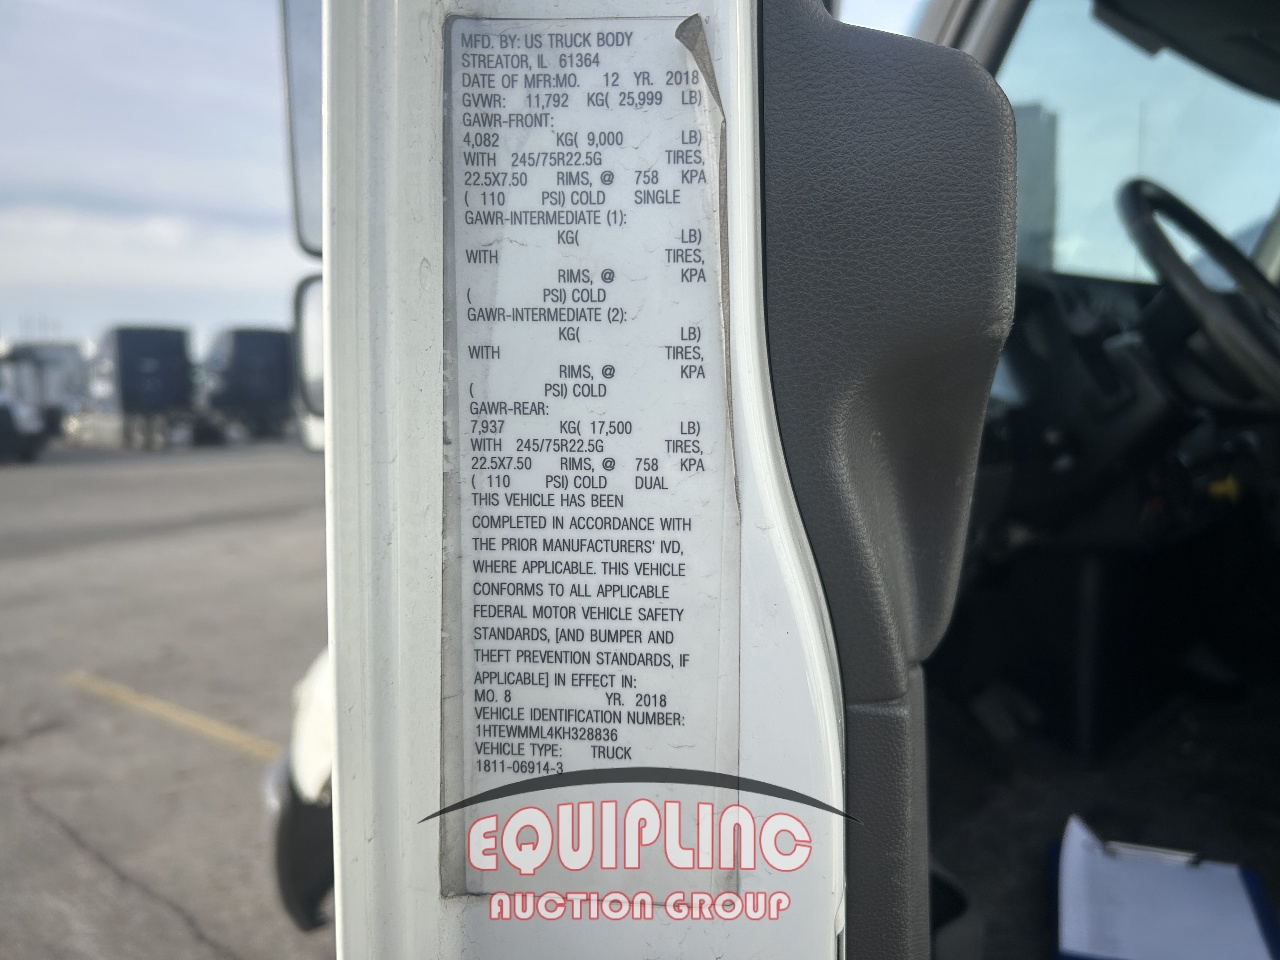 MFD. BY: US TRUCK BODY
STREATOR, IL 61364
DATE OF MFR:MO. 12 YR. 2018
GVWR: 11,792 KG( 25,999 LB)
GAWR-FRONT:
4,082 KG( 9,000 LB)
WITH 245/75R22.5G TIRES,
22.5X7.50 RIMS, @ 758 KPA
( 110 PSI) COLD SINGLE
GAWR-INTERMEDIATE (1):
KG( LB)
WITH TIRES,
RIMS, @ KPA
( PSI) COLD
GAWR-INTERMEDIATE (2):
KG( LB)
WITH TIRES,
RIMS, @ KPA
( PSI) COLD
GAWR-REAR:
7,937 KG( 17,500 LB)
WITH 245/75R22.5G TIRES,
22.5X7.50 RIMS, @ 758 KPA
( 110 PSI) COLD DUAL
THIS VEHICLE HAS BEEN
COMPLETED IN ACCORDANCE WITH
THE PRIOR MANUFACTURERS' IVD,
WHERE APPLICABLE. THIS VEHICLE
CONFORMS TO ALL APPLICABLE
FEDERAL MOTOR VEHICLE SAFETY
STANDARDS, [AND BUMPER AND
THEFT PREVENTION STANDARDS, IF
APPLICABLE] IN EFFECT IN:
MO. 8 YR. 2018
VEHICLE IDENTIFICATION NUMBER:
1HTEWMML4KH328836
VEHICLE TYPE: TRUCK
1811-06914-3
EQUIPLINC
AUCTION GROUP